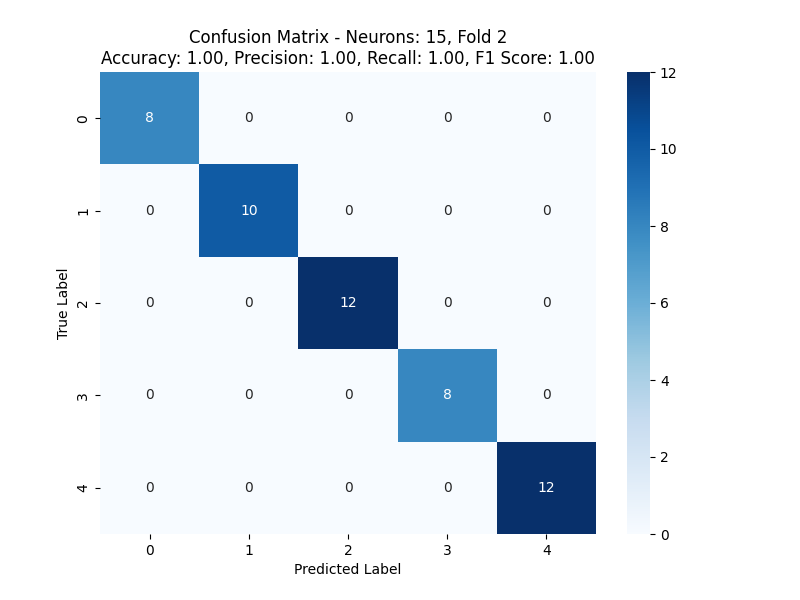 Confusion Matrix - Neurons: 15, Fold 2
Accuracy: 1.00, Precision: 1.00, Recall: 1.00, F1 Score: 1.00
True Label
0 8 0 0 0 0
1 0 10 0 0 0
2 0 0 12 0 0
3 0 0 0 8 0
4 0 0 0 0 12
0 1 2 3 4
Predicted Label
12
10
8
6
4
2
0